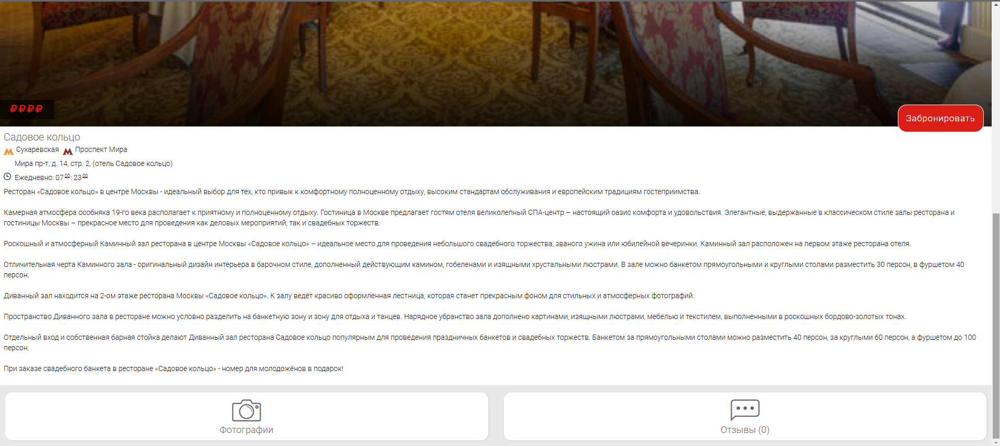 ₽₽₽₽
Забронировать
Садовое кольцо
Сухаревская Проспект Мира
Мира пр-т, д. 14, стр. 2, (отель Садовое кольцо)
Ежедневно: 07⁰⁰: 23⁰⁰
Ресторан «Садовое кольцо» в центре Москвы - идеальный выбор для тех, кто привык к комфортному полноценному отдыху, высоким стандартам обслуживания и европейским традициям гостеприимства.
Камерная атмосфера особняка 19-го века располагает к приятному и полноценному отдыху. Гостиница в Москве предлагает гостям отеля великолепный СПА-центр – настоящий оазис комфорта и удовольствия. Элегантные, выдержанные в классическом стиле залы ресторана и
гостиницы Москвы – прекрасное место для проведения как деловых мероприятий, так и свадебных торжеств.
Роскошный и атмосферный Каминный зал ресторана в центре Москвы «Садовое кольцо» – идеальное место для проведения небольшого свадебного торжества, званого ужина или юбилейной вечеринки. Каминный зал расположен на первом этаже ресторана отеля.
Отличительная черта Каминного зала - оригинальный дизайн интерьера в барочном стиле, дополненный действующим камином, гобеленами и изящными хрустальными люстрами. В зале можно банкетом прямоугольными и круглыми столами разместить 30 персон, в фуршетом 40
персон.
Диванный зал находится на 2-ом этаже ресторана Москвы «Садовое кольцо». К залу ведёт красиво оформленная лестница, которая станет прекрасным фоном для стильных и атмосферных фотографий.
Пространство Диванного зала в ресторане можно условно разделить на банкетную зону и зону для отдыха и танцев. Нарядное убранство зала дополнено картинами, изящными люстрами, мебелью и текстилем, выполненными в роскошных бордово-золотых тонах.
Отдельный вход и собственная барная стойка делают Диванный зал ресторана Садовое кольцо популярным для проведения праздничных банкетов и свадебных торжеств. Банкетом за прямоугольными столами можно разместить 40 персон, за круглыми 60 персон, а фуршетом до 100
персон.
При заказе свадебного банкета в ресторане «Садовое кольцо» - номер для молодожёнов в подарок!
Фотографии
Отзывы (0)